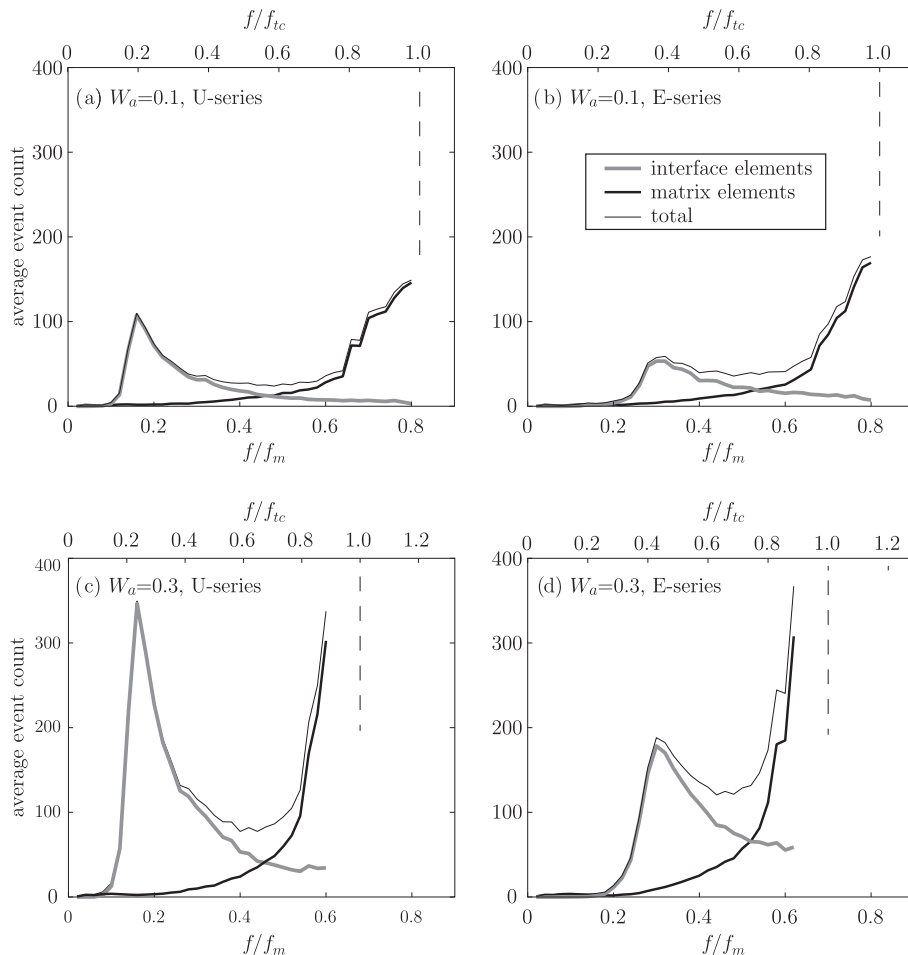 f/f_tc f/f_tc
0 0.2 0.4 0.6 0.8 1.0 0 0.2 0.4 0.6 0.8 1.0
400 400
(a) W_a=0.1, U-series (b) W_a=0.1, E-series
300 300
interface elements
matrix elements
total
200 200
100 100
0 0
0.2 0.4 0.6 0.8 0.2 0.4 0.6 0.8
f/f_m f/f_m
average event count
f/f_tc f/f_tc
0 0.2 0.4 0.6 0.8 1.0 1.2 0 0.2 0.4 0.6 0.8 1.0 1.2
400 400
(c) W_a=0.3, U-series (d) W_a=0.3, E-series
300 300
200 200
100 100
0 0
0.2 0.4 0.6 0.8 0.2 0.4 0.6 0.8
f/f_m f/f_m
average event count